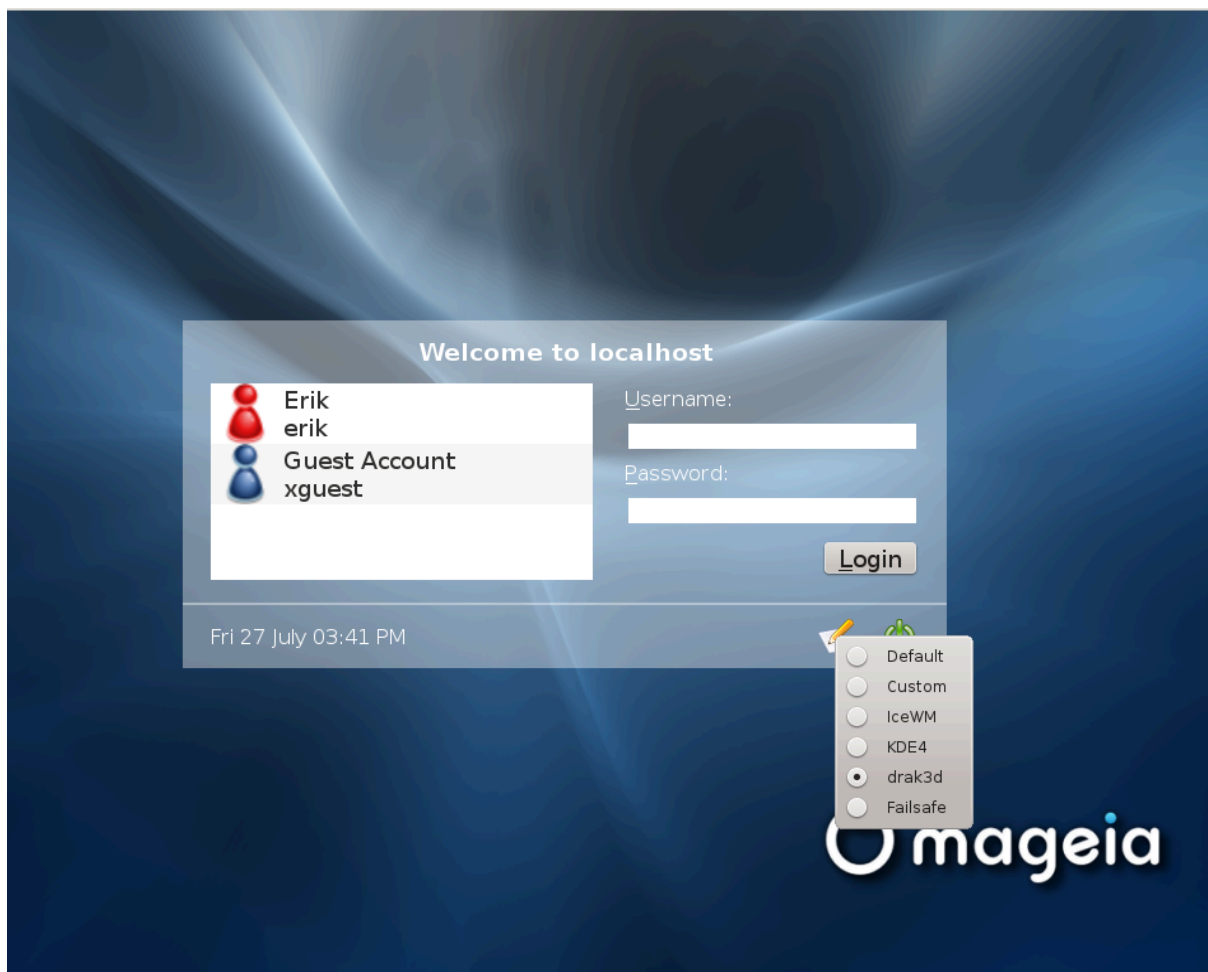 Welcome to localhost
Erik
erik
Guest Account
xguest
Username:
Password:
Login
Fri 27 July 03:41 PM
Default
Custom
IceWM
KDE4
drak3d
Failsafe
mageia